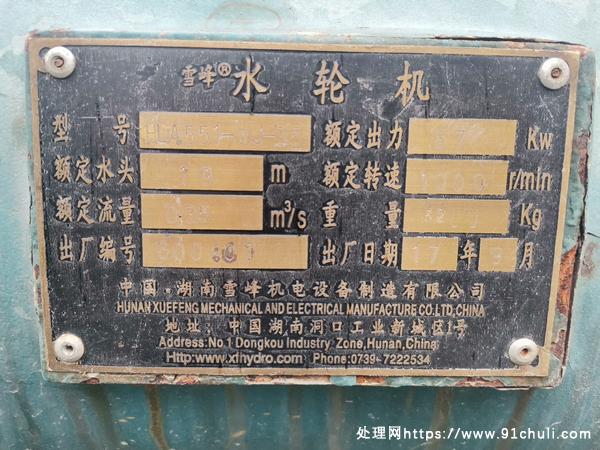 雪峰® 水轮机
型号 HLA551-WJ- 额定出力 Kw
额定水头 m 额定转速 r/min
额定流量 m³/s 重量 Kg
出厂编号 出厂日期 17 年 3 月
中国·湖南雪峰机电设备制造有限公司
HUNAN XUEFENG MECHANICAL AND ELECTRICAL MANUFACTURE CO.LTD,CHINA
地址:中国湖南洞口工业新城区1号
Address:No 1 Dongkou Industry Zone,Hunan,China
Http:www.xfhydro.com Phone:0739-7222534
处理网https://www.91chuli.com/